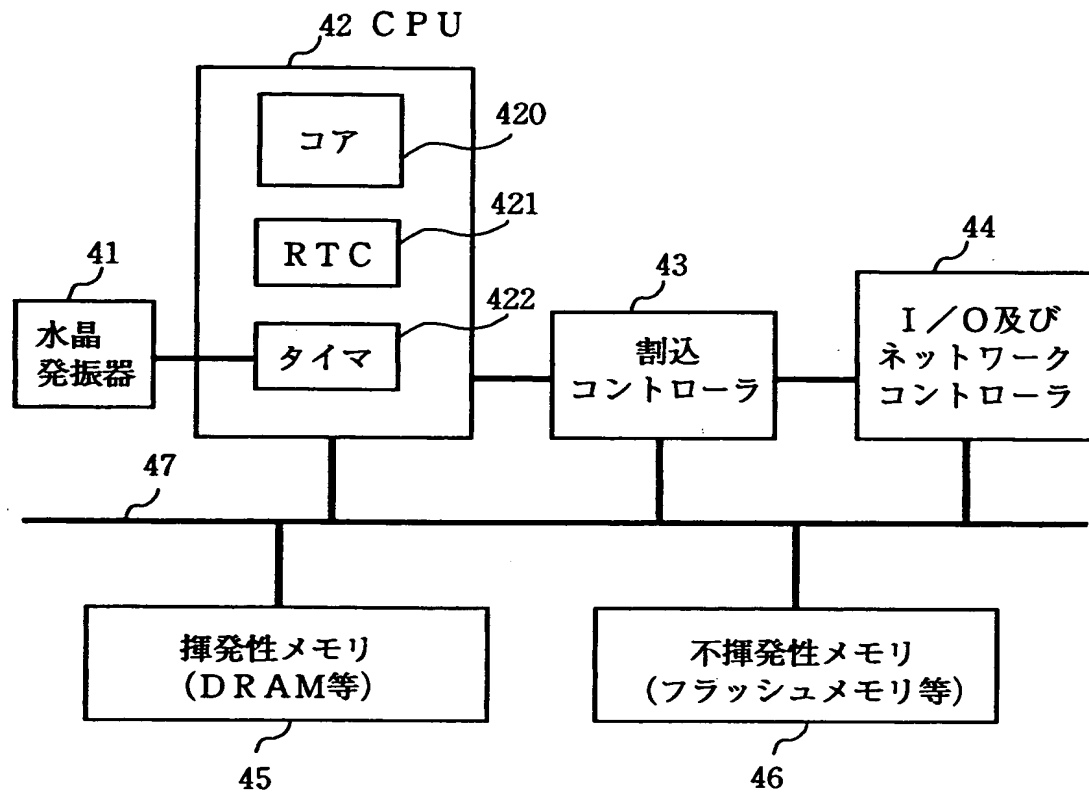 42 CPU
コア
420
RTC
421
タイマ
422
41
水晶
発振器
43
割込
コントローラ
44
I/O及び
ネットワーク
コントローラ
47
揮発性メモリ
(DRAM等)
45
不揮発性メモリ
(フラッシュメモリ等)
46